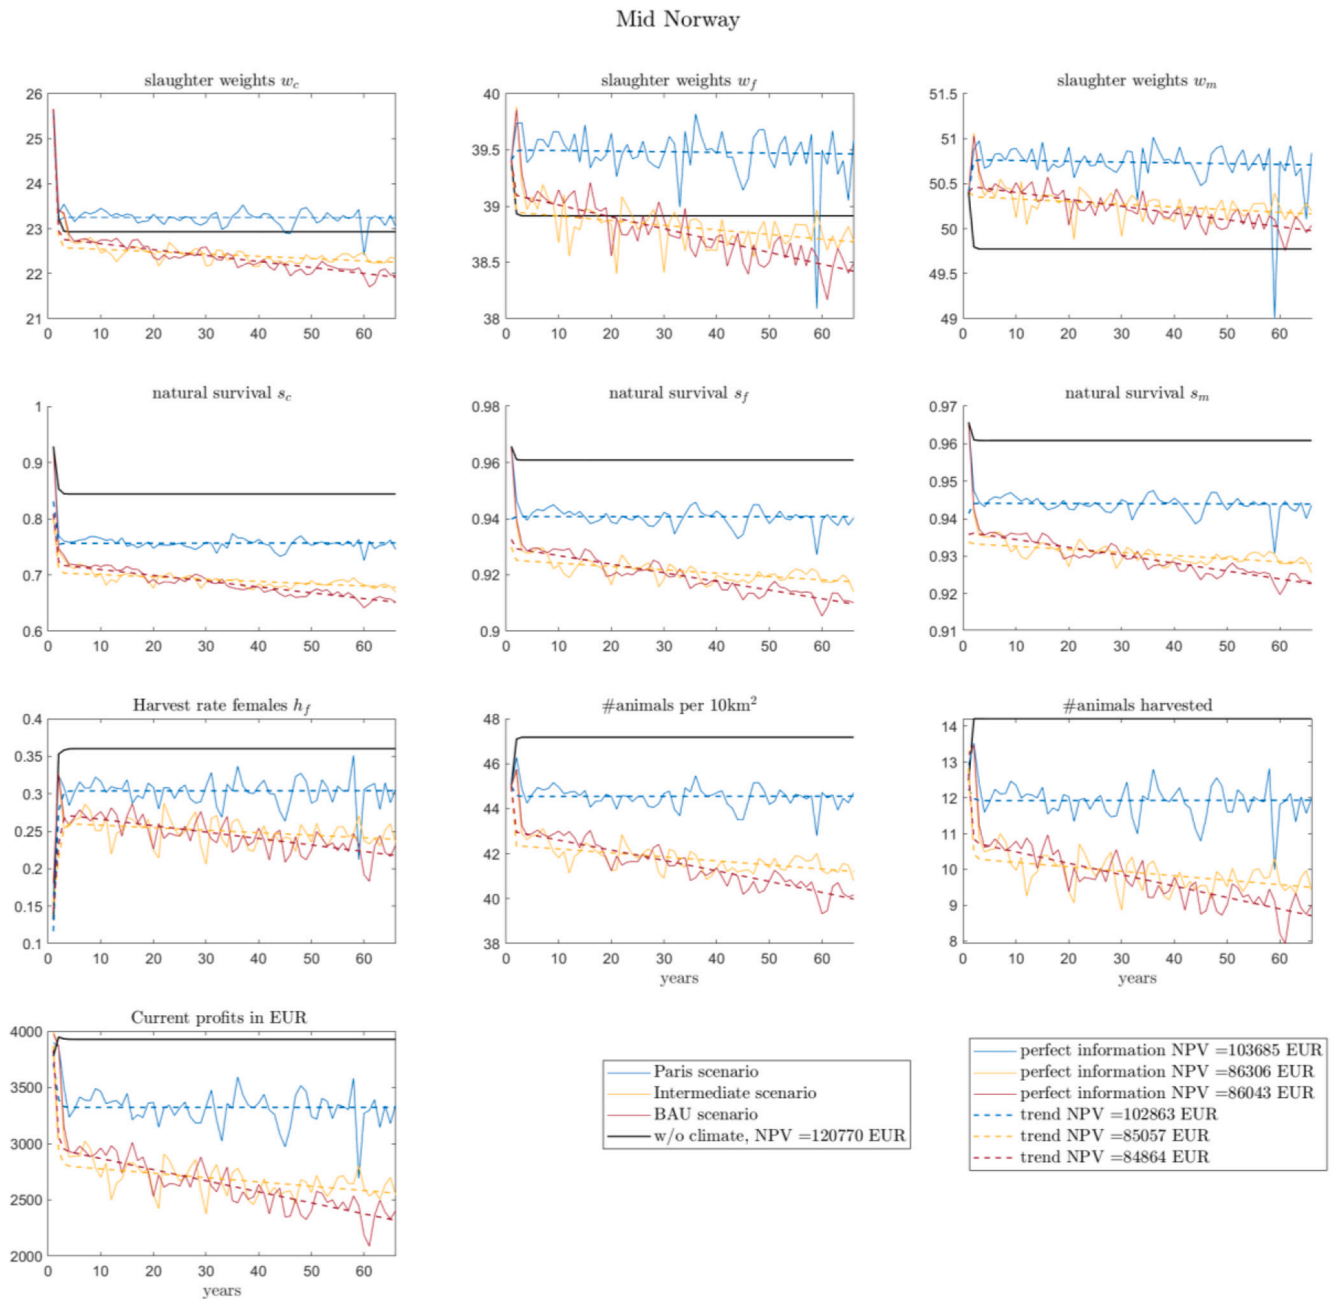 Mid Norway
slaughter weights w_c
26
25
24
23
22
21
0 10 20 30 40 50 60
slaughter weights w_f
40
39.5
39
38.5
38
0 10 20 30 40 50 60
slaughter weights w_m
51.5
51
50.5
50
49.5
49
0 10 20 30 40 50 60
natural survival s_c
1
0.9
0.8
0.7
0.6
0 10 20 30 40 50 60
natural survival s_f
0.98
0.96
0.94
0.92
0.9
0 10 20 30 40 50 60
natural survival s_m
0.97
0.96
0.95
0.94
0.93
0.92
0.91
0 10 20 30 40 50 60
Harvest rate females h_f
0.4
0.35
0.3
0.25
0.2
0.15
0.1
0 10 20 30 40 50 60
#animals per 10km²
48
46
44
42
40
38
0 10 20 30 40 50 60
years
#animals harvested
14
13
12
11
10
9
8
0 10 20 30 40 50 60
years
Current profits in EUR
4000
3500
3000
2500
2000
0 10 20 30 40 50 60
years
Paris scenario
Intermediate scenario
BAU scenario
w/o climate, NPV =120770 EUR
perfect information NPV =103685 EUR
perfect information NPV =86306 EUR
perfect information NPV =86043 EUR
trend NPV =102863 EUR
trend NPV =85057 EUR
trend NPV =84864 EUR